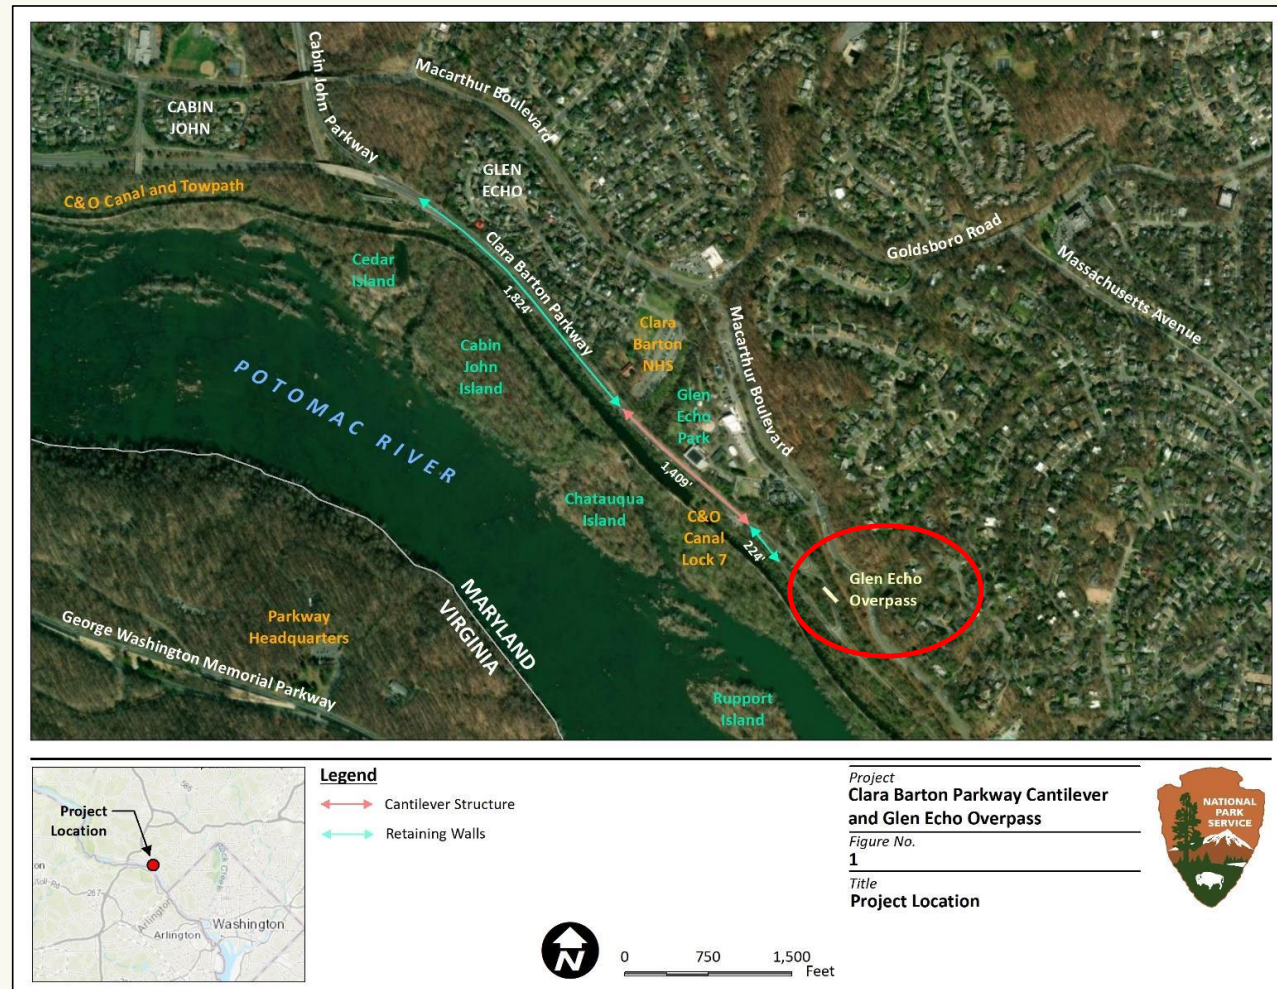 Cabin John Parkway
Macarthur Boulevard
CABIN
JOHN
GLEN
ECHO
C&O Canal and Towpath
Clara Barton Parkway
1,824'
Cedar
Island
Goldsboro Road
Massachusetts Avenue
Cabin
John
Island
Clara
Barton
NHS
Macarthur Boulevard
POTOMAC RIVER
Glen
Echo
Park
1,409'
Chatauqua
Island
C&O
Canal
Lock 7
224'
Glen Echo
Overpass
MARYLAND
VIRGINIA
Parkway
Headquarters
George Washington Memorial Parkway
Rupport
Island
Project
Location
267
Arlington
Arlington
Washington
Legend
Cantilever Structure
Retaining Walls
N
0 750 1,500
Feet
Project
Clara Barton Parkway Cantilever
and Glen Echo Overpass
Figure No.
1
Title
Project Location
NATIONAL
PARK
SERVICE